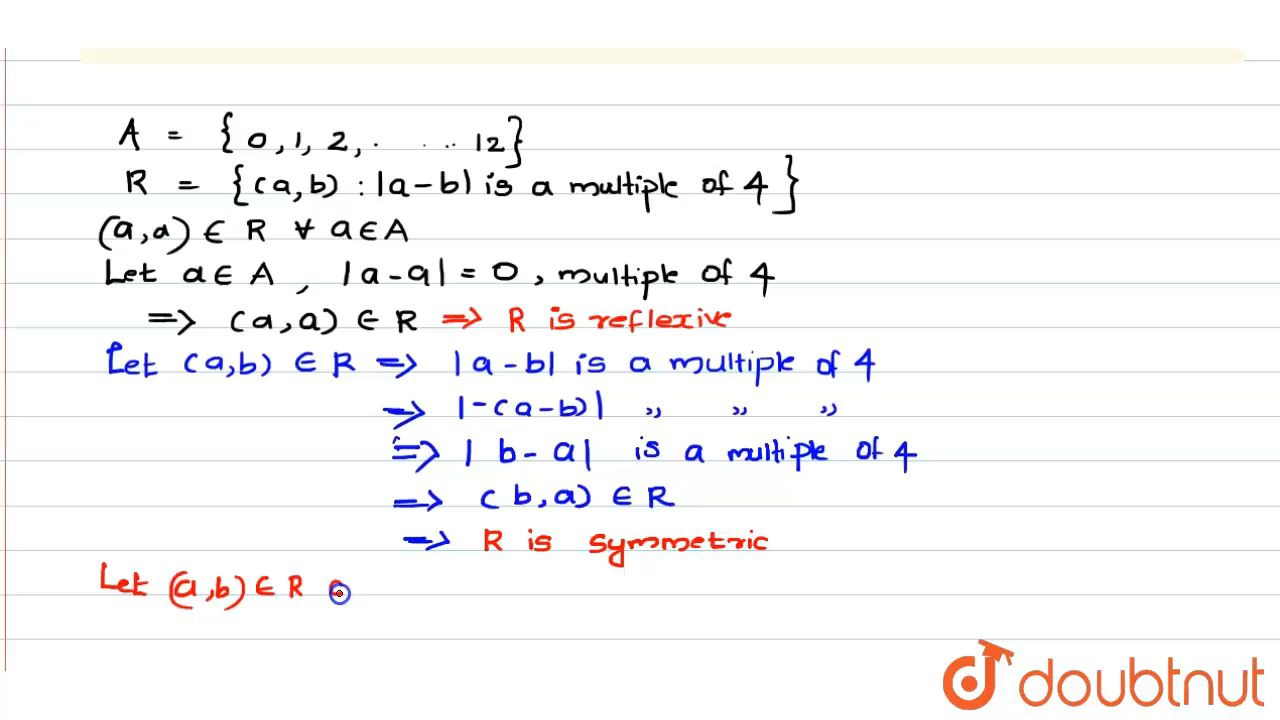 A = {0, 1, 2, . . .. 12}
R = {(a, b) : |a - b| is a multiple of 4}
(a, a) ∈ R ∀ a ∈ A
Let a ∈ A , |a - a| = 0 , multiple of 4
=> (a, a) ∈ R => R is reflexive
Let (a, b) ∈ R => |a - b| is a multiple of 4
=> |-(a - b)| ,, ,, ,,
=> | b - a| is a multiple of 4
=> ( b, a) ∈ R
=> R is symmetric
Let (a, b) ∈ R
doubtnut